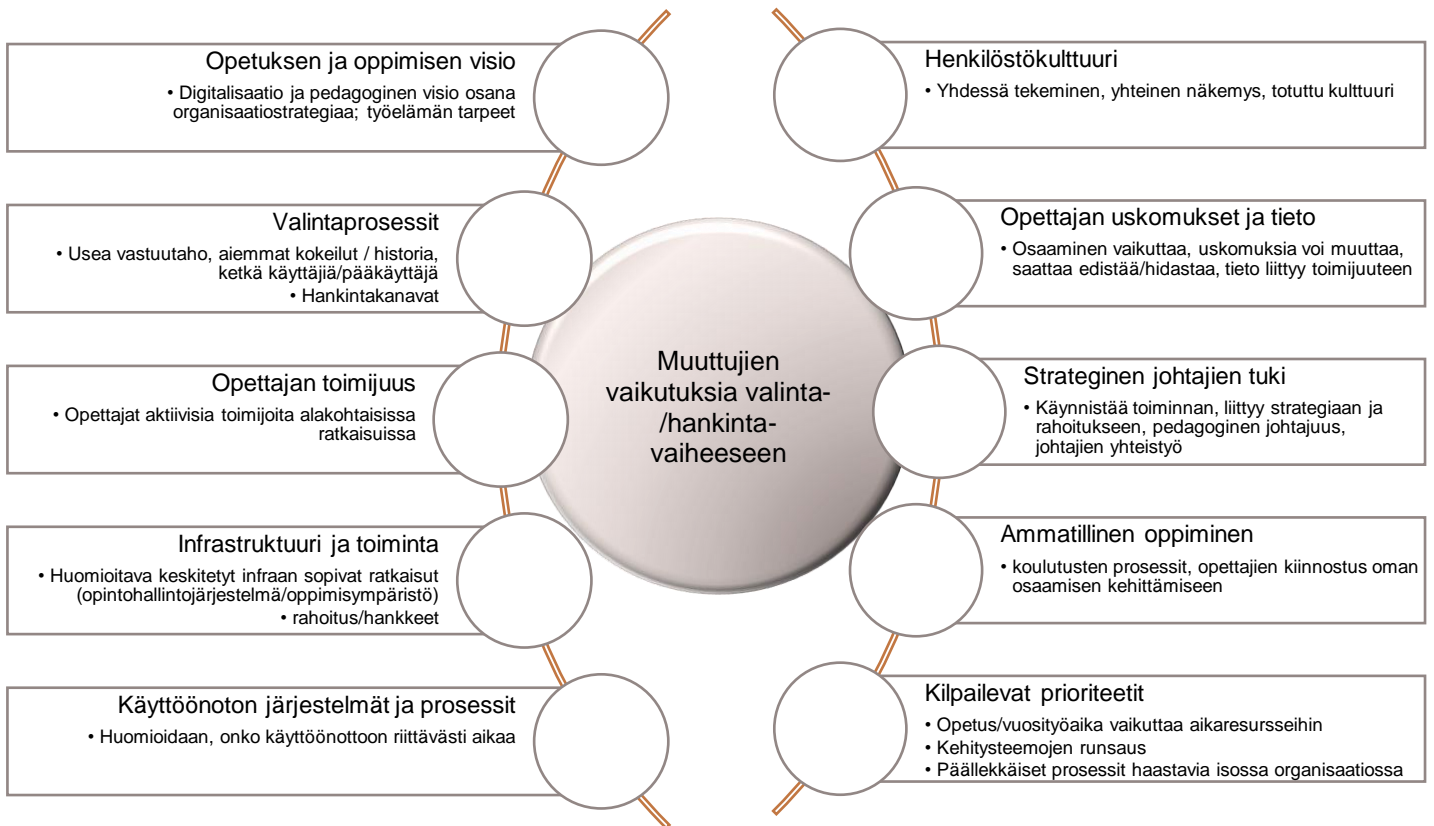 Opetuksen ja oppimisen visio
• Digitalisaatio ja pedagoginen visio osana
organisaatiostrategiaa; työelämän tarpeet
Valintaprosessit
• Usea vastuutaho, aiemmat kokeilut / historia,
ketkä käyttäjiä/pääkäyttäjä
• Hankintakanavat
Opettajan toimijuus
• Opettajat aktiivisia toimijoita alakohtaisissa
ratkaisuissa
Infrastruktuuri ja toiminta
• Huomioitava keskitetyt infraan sopivat ratkaisut
(opintohallintojärjestelmä/oppimisympäristö)
• rahoitus/hankkeet
Käyttöönoton järjestelmät ja prosessit
• Huomioidaan, onko käyttöönottoon riittävästi aikaa
Muuttujien
vaikutuksia valinta-
/hankinta-
vaiheeseen
Henkilöstökulttuuri
• Yhdessä tekeminen, yhteinen näkemys, totuttu kulttuuri
Opettajan uskomukset ja tieto
• Osaaminen vaikuttaa, uskomuksia voi muuttaa,
saattaa edistää/hidastaa, tieto liittyy toimijuuteen
Strateginen johtajien tuki
• Käynnistää toiminnan, liittyy strategiaan ja
rahoitukseen, pedagoginen johtajuus,
johtajien yhteistyö
Ammatillinen oppiminen
• koulutusten prosessit, opettajien kiinnostus oman
osaamisen kehittämiseen
Kilpailevat prioriteetit
• Opetus/vuosityöaika vaikuttaa aikaresursseihin
• Kehitysteemojen runsaus
• Päällekkäiset prosessit haastavia isossa organisaatiossa